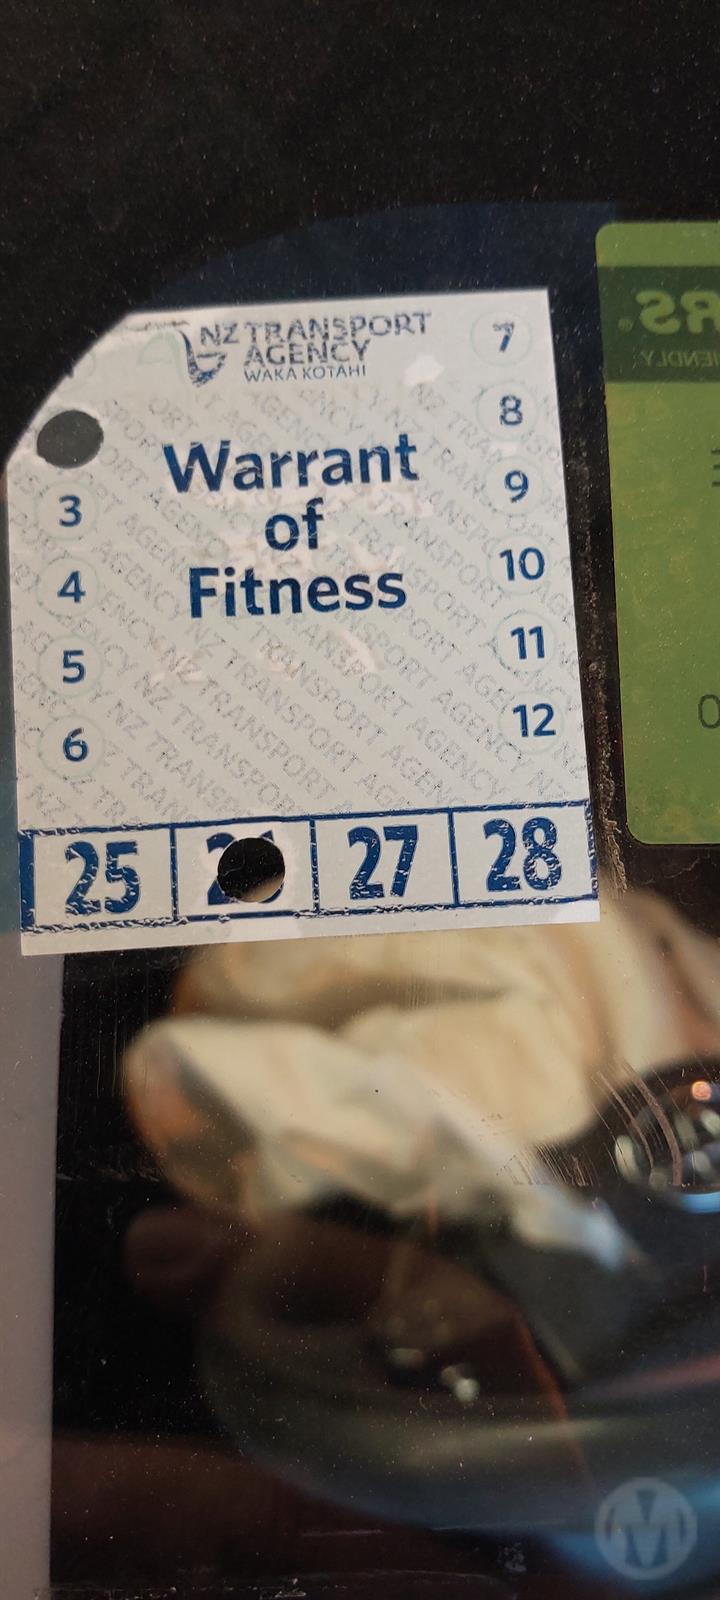 NZ TRANSPORT
AGENCY
WAKA KOTAHI
Warrant
of
Fitness
3
4
5
6
7
8
9
10
11
12
25
27
28